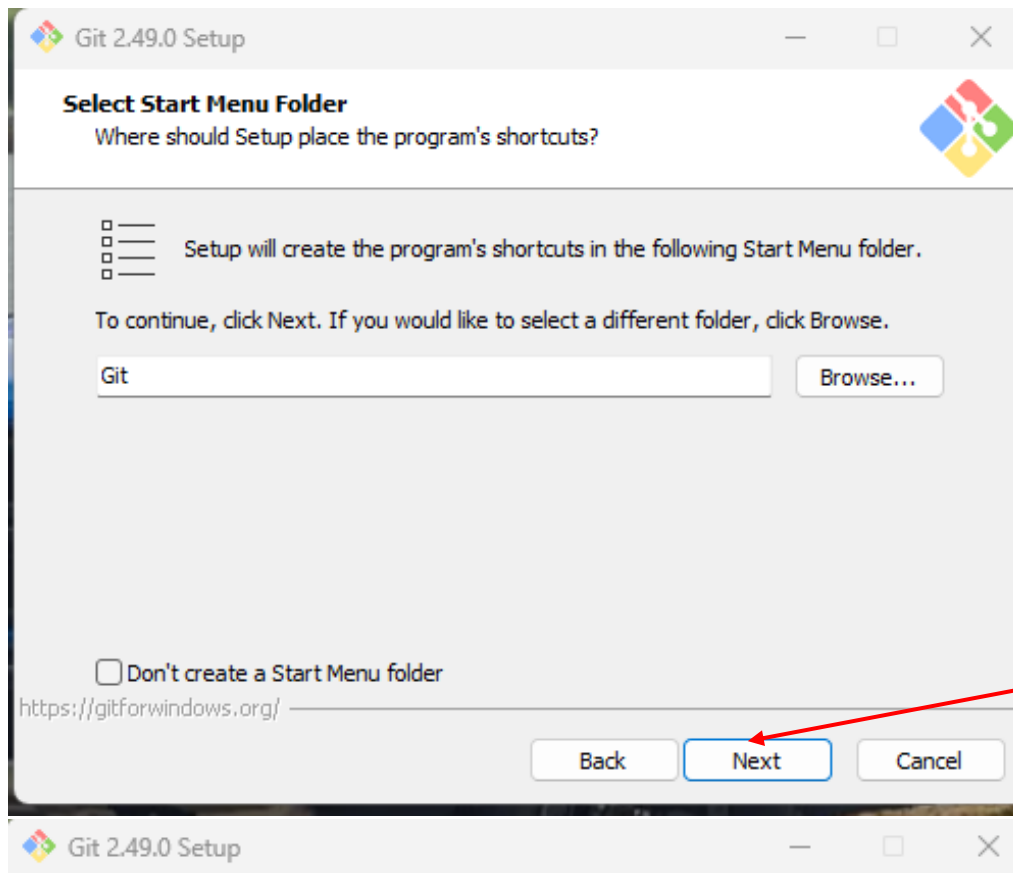 Git 2.49.0 Setup
Select Start Menu Folder
Where should Setup place the program's shortcuts?
Setup will create the program's shortcuts in the following Start Menu folder.
To continue, click Next. If you would like to select a different folder, click Browse.
Git
Browse...
Don't create a Start Menu folder
https://gitforwindows.org/
Back
Next
Cancel
Git 2.49.0 Setup